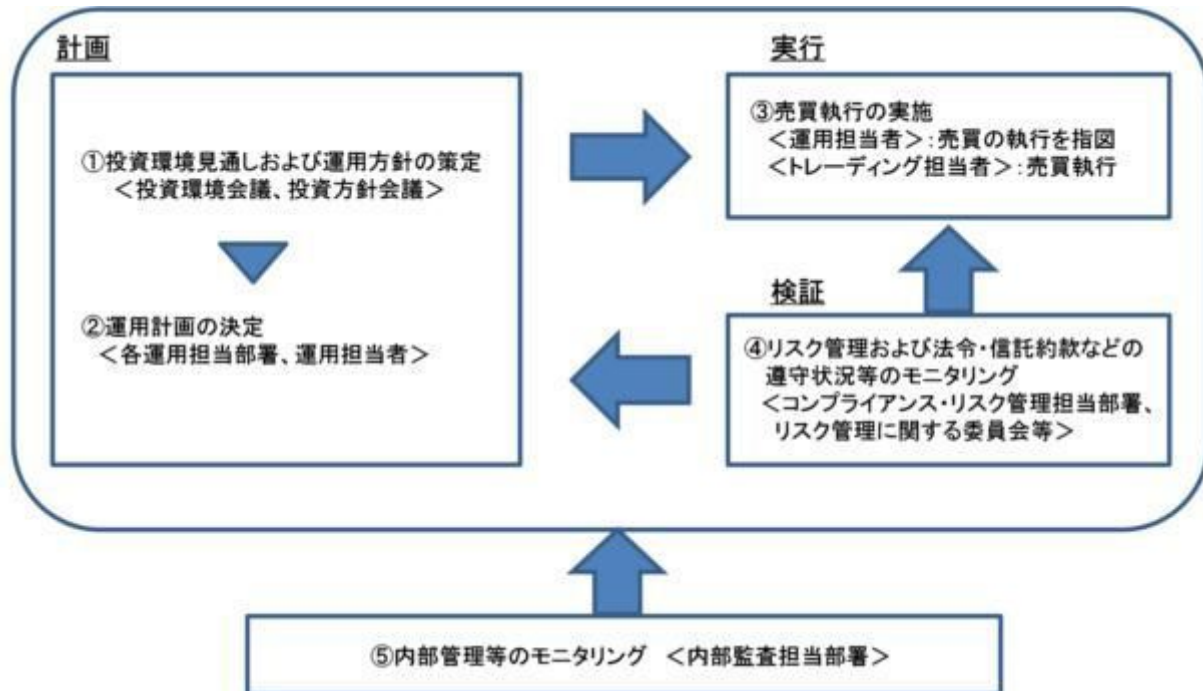 計画
①投資環境見通しおよび運用方針の策定
＜投資環境会議、投資方針会議＞
②運用計画の決定
＜各運用担当部署、運用担当者＞
実行
③売買執行の実施
＜運用担当者＞：売買の執行を指図
＜トレーディング担当者＞：売買執行
検証
④リスク管理および法令・信託約款などの
遵守状況等のモニタリング
＜コンプライアンス・リスク管理担当部署、
リスク管理に関する委員会等＞
⑤内部管理等のモニタリング ＜内部監査担当部署＞